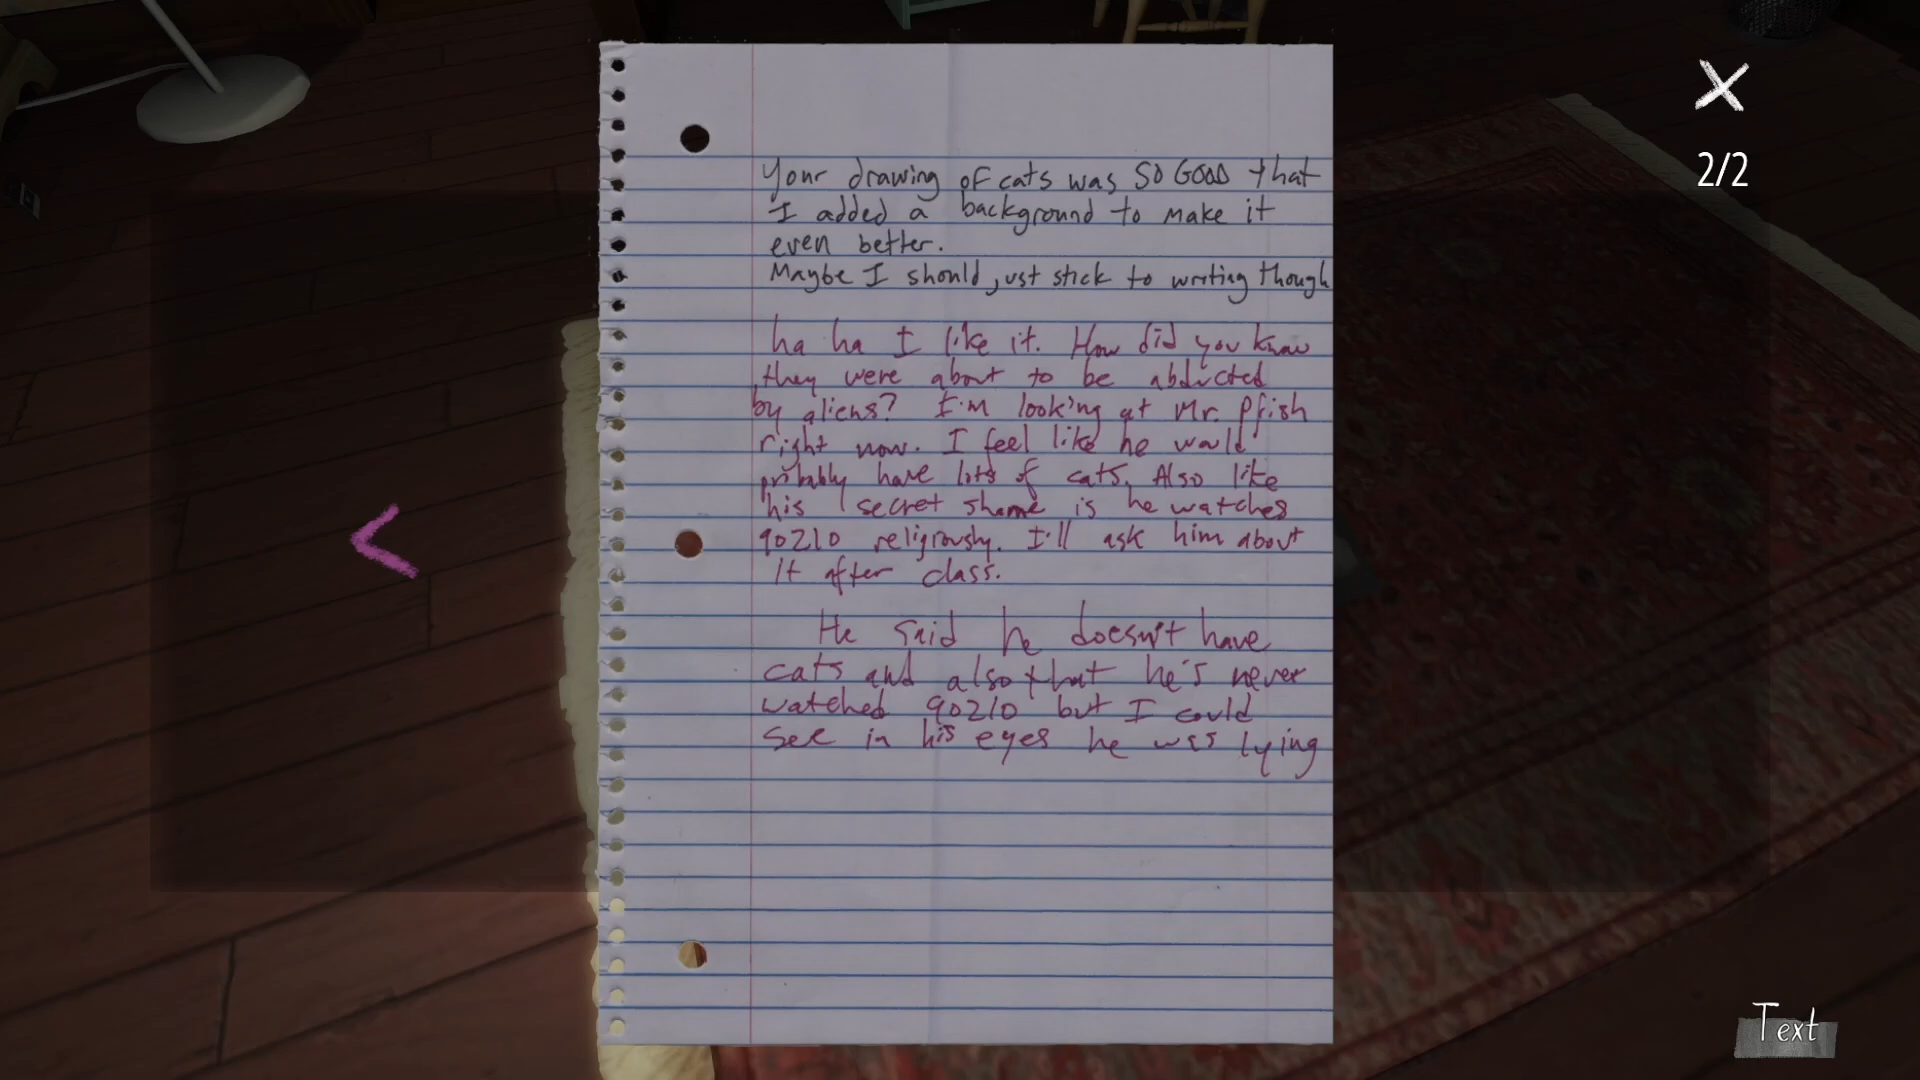 2/2
Your drawing of cats was SO GOOD that
I added a background to make it
even better.
Maybe I should just stick to writing though
ha ha I like it. How did you know
they were about to be abducted
by aliens? I'm looking at Mr. Pfish
right now. I feel like he would
probably have lots of cats. Also like
his secret shame is he watches
90210 religiously. I'll ask him about
it after class.
He said he doesn't have
cats and also that he's never
watched 90210 but I could
see in his eyes he was lying
Text